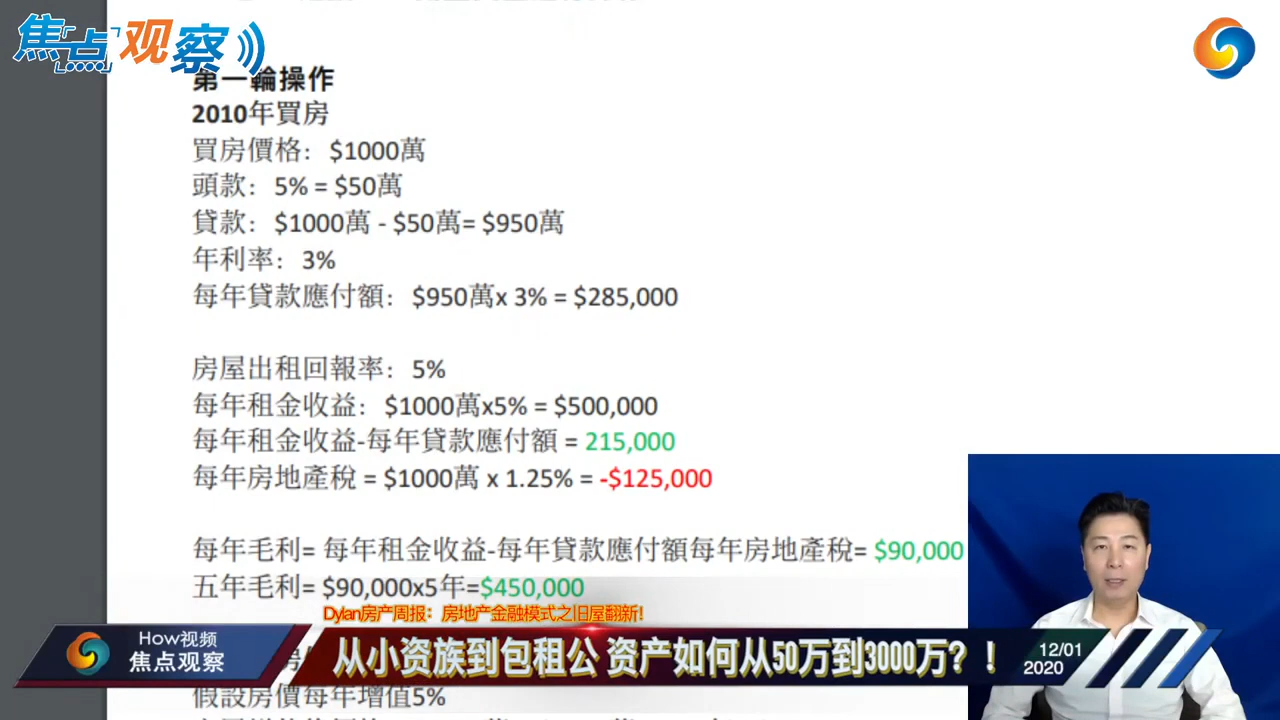 焦点观察
第一輪操作
2010年買房
買房價格： $1000萬
頭款： 5% = $50萬
貸款： $1000萬 - $50萬= $950萬
年利率： 3%
每年貸款應付額： $950萬x 3% = $285,000
房屋出租回報率： 5%
每年租金收益： $1000萬x5% = $500,000
每年租金收益-每年貸款應付額 = 215,000
每年房地產稅 = $1000萬 x 1.25% = -$125,000
每年毛利= 每年租金收益-每年貸款應付額每年房地產稅= $90,000
五年毛利= $90,000x5年=$450,000
Dylan房产周报：房地产金融模式之旧屋翻新!
How视频
焦点观察
从小资族到包租公 资产如何从50万到3000万？！
12/01
2020
假設房價每年增值5%